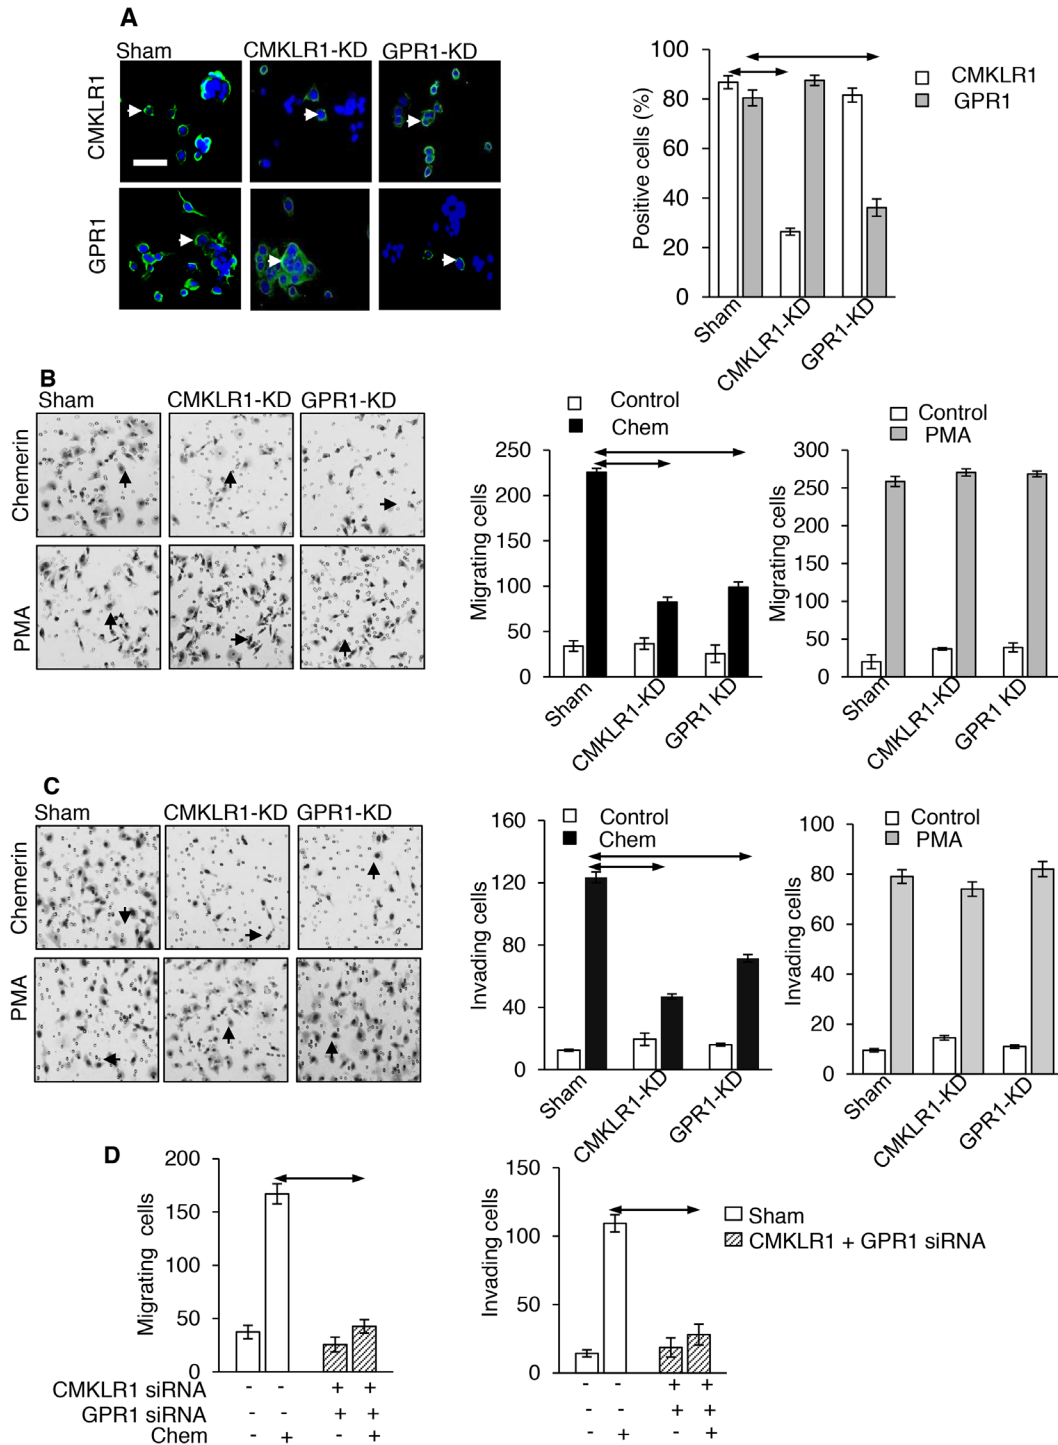 A
Sham CMKLR1-KD GPR1-KD
CMKLR1
GPR1
Positive cells (%)
100
80
60
40
20
0
CMKLR1
GPR1
Sham
CMKLR1-KD
GPR1-KD
B
Sham CMKLR1-KD GPR1-KD
Chemerin
PMA
Control
Chem
Migrating cells
250
200
150
100
50
0
Sham
CMKLR1-KD
GPR1 KD
Control
PMA
Migrating cells
300
250
200
150
100
50
0
Sham
CMKLR1-KD
GPR1 KD
C
Sham CMKLR1-KD GPR1-KD
Chemerin
PMA
Control
Chem
Invading cells
160
120
80
40
0
Sham
CMKLR1-KD
GPR1-KD
Control
PMA
Invading cells
100
80
60
40
20
0
Sham
CMKLR1-KD
GPR1-KD
D
Migrating cells
200
150
100
50
0
CMKLR1 siRNA - - + +
GPR1 siRNA - - + +
Chem - + - +
Invading cells
150
100
50
0
- - + +
- - + +
- + - +
Sham
CMKLR1 + GPR1 siRNA